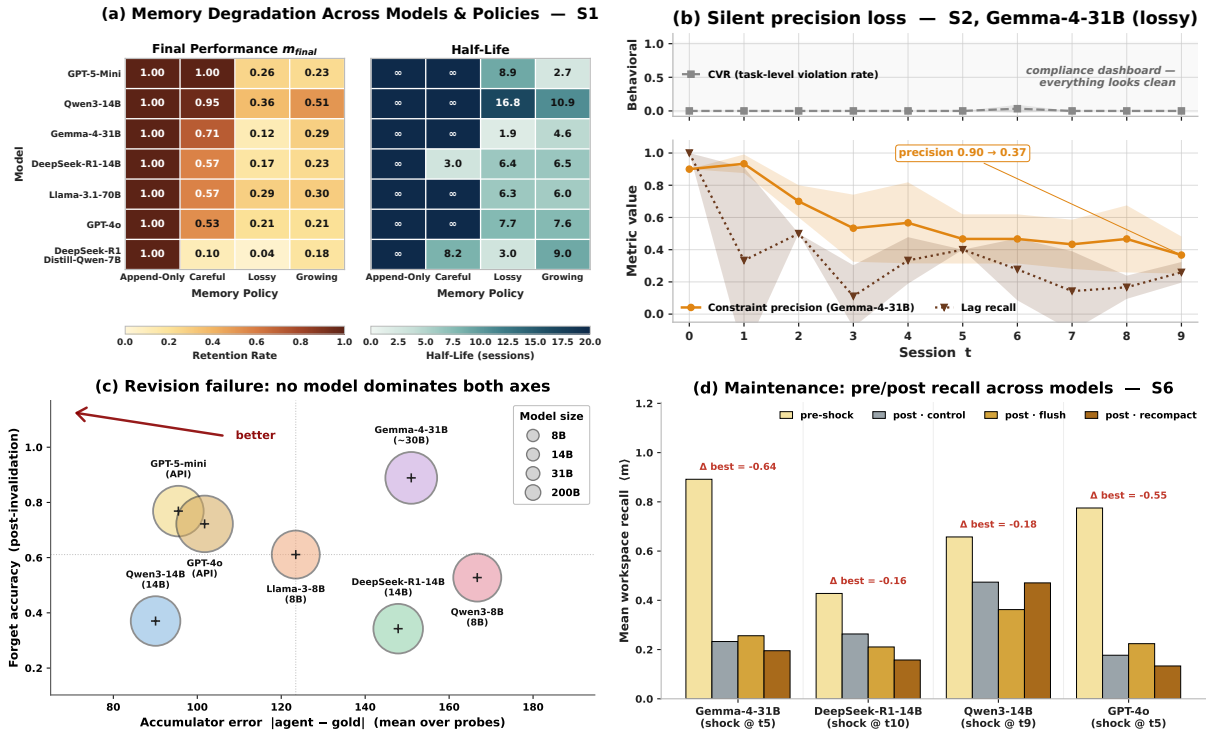 (a) Memory Degradation Across Models & Policies — S1
Final Performance m_final
Half-Life
Model
GPT-5-Mini 1.00 1.00 0.26 0.23 ∞ ∞ 8.9 2.7
Qwen3-14B 1.00 0.95 0.36 0.51 ∞ ∞ 16.8 10.9
Gemma-4-31B 1.00 0.71 0.12 0.29 ∞ ∞ 1.9 4.6
DeepSeek-R1-14B 1.00 0.57 0.17 0.23 ∞ 3.0 6.4 6.5
Llama-3.1-70B 1.00 0.57 0.29 0.30 ∞ ∞ 6.3 6.0
GPT-4o 1.00 0.53 0.21 0.21 ∞ ∞ 7.7 7.6
DeepSeek-R1
Distill-Qwen-7B 1.00 0.10 0.04 0.18 ∞ 8.2 3.0 9.0
Append-Only Careful Lossy Growing Append-Only Careful Lossy Growing
Memory Policy Memory Policy
0.0 0.2 0.4 0.6 0.8 1.0 0.0 2.5 5.0 7.5 10.0 12.5 15.0 17.5 20.0
Retention Rate Half-Life (sessions)
(b) Silent precision loss — S2, Gemma-4-31B (lossy)
Behavioral
1.0
0.5
0.0
CVR (task-level violation rate)
compliance dashboard —
everything looks clean
Metric value
1.0
0.8
0.6
0.4
0.2
0.0
precision 0.90 → 0.37
Constraint precision (Gemma-4-31B) Lag recall
0 1 2 3 4 5 6 7 8 9
Session t
(c) Revision failure: no model dominates both axes
Forget accuracy (post-invalidation)
1.0
0.8
0.6
0.4
0.2
better
Model size
8B
14B
31B
200B
Gemma-4-31B
(~30B)
GPT-5-mini
(API)
GPT-4o
(API)
Qwen3-14B
(14B)
Llama-3-8B
(8B)
DeepSeek-R1-14B
(14B)
Qwen3-8B
(8B)
80 100 120 140 160 180
Accumulator error |agent − gold| (mean over probes)
(d) Maintenance: pre/post recall across models — S6
Mean workspace recall (m)
1.2
1.0
0.8
0.6
0.4
0.2
0.0
pre-shock post · control post · flush post · recompact
Δ best = -0.64
Δ best = -0.16
Δ best = -0.18
Δ best = -0.55
Gemma-4-31B
(shock @ t5)
DeepSeek-R1-14B
(shock @ t10)
Qwen3-14B
(shock @ t9)
GPT-4o
(shock @ t5)